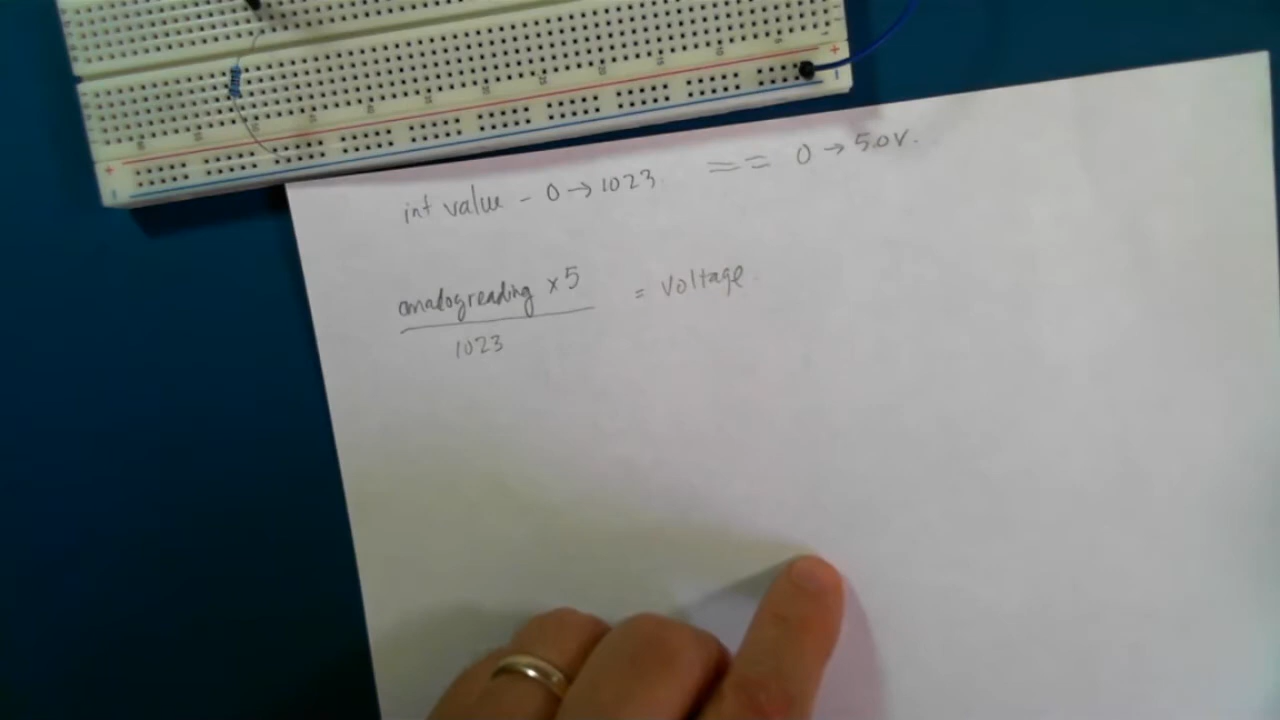 int value - 0 → 1023 == 0 → 5.0V.
analogreading x 5 = voltage.
1023